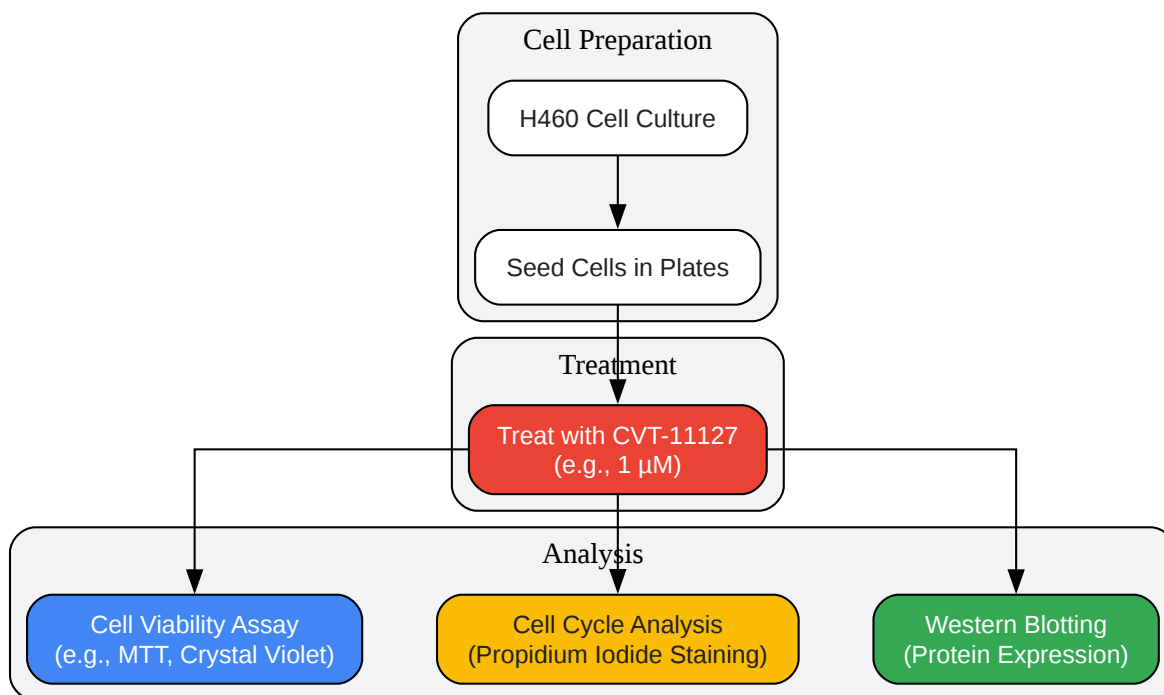 Cell Preparation
H460 Cell Culture
Seed Cells in Plates
Treatment
Treat with CVT-11127
(e.g., 1 µM)
Analysis
Cell Viability Assay
(e.g., MTT, Crystal Violet)
Cell Cycle Analysis
(Propidium Iodide Staining)
Western Blotting
(Protein Expression)